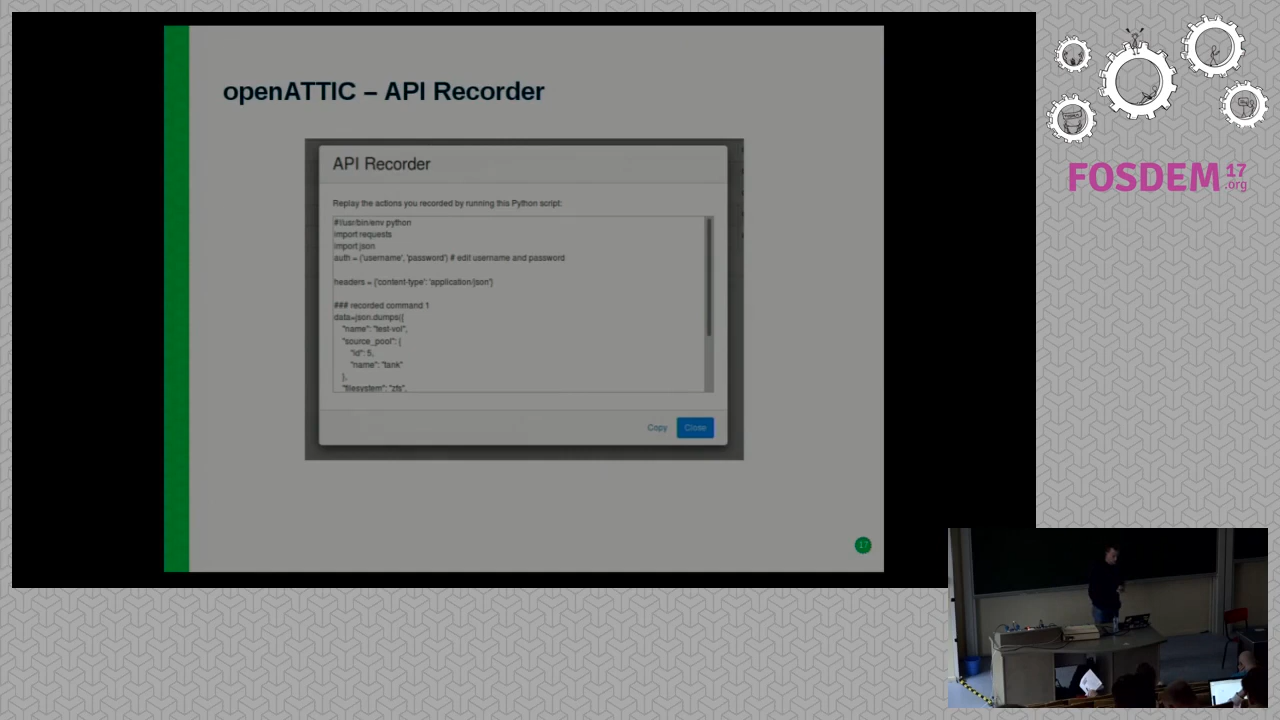 openATTIC – API Recorder
API Recorder
Replay the actions you recorded by running this Python script:
#!/usr/bin/env python
import requests
import json
auth = ('username', 'password') # edit username and password
headers = {'content-type': 'application/json'}
### recorded command 1
data=json.dumps({
"name": "test-vol",
"source_pool": {
"id": 5,
"name": "tank"
},
"filesystem": "zfs",
Copy
Close
17
FOSDEM 17
.org